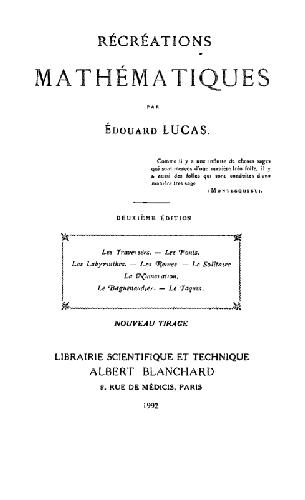 RÉCRÉATIONS
MATHÉMATIQUES
PAR
ÉDOUARD LUCAS.
Comme il y a une infinité de choses sages
qui sont menées d'une manière très folle, il y
a aussi des folies qui sont conduites d'une
manière très sage
(MONTESQUIEU).
DEUXIÈME ÉDITION
Les Traversées. — Les Ponts.
Les Labyrinthes. — Les Reines. — Le Solitaire
La Numération.
Le Baguenaudier. — Le Taquin.
NOUVEAU TIRAGE
LIBRAIRIE SCIENTIFIQUE ET TECHNIQUE
ALBERT BLANCHARD
9, RUE DE MÉDICIS, PARIS
1992